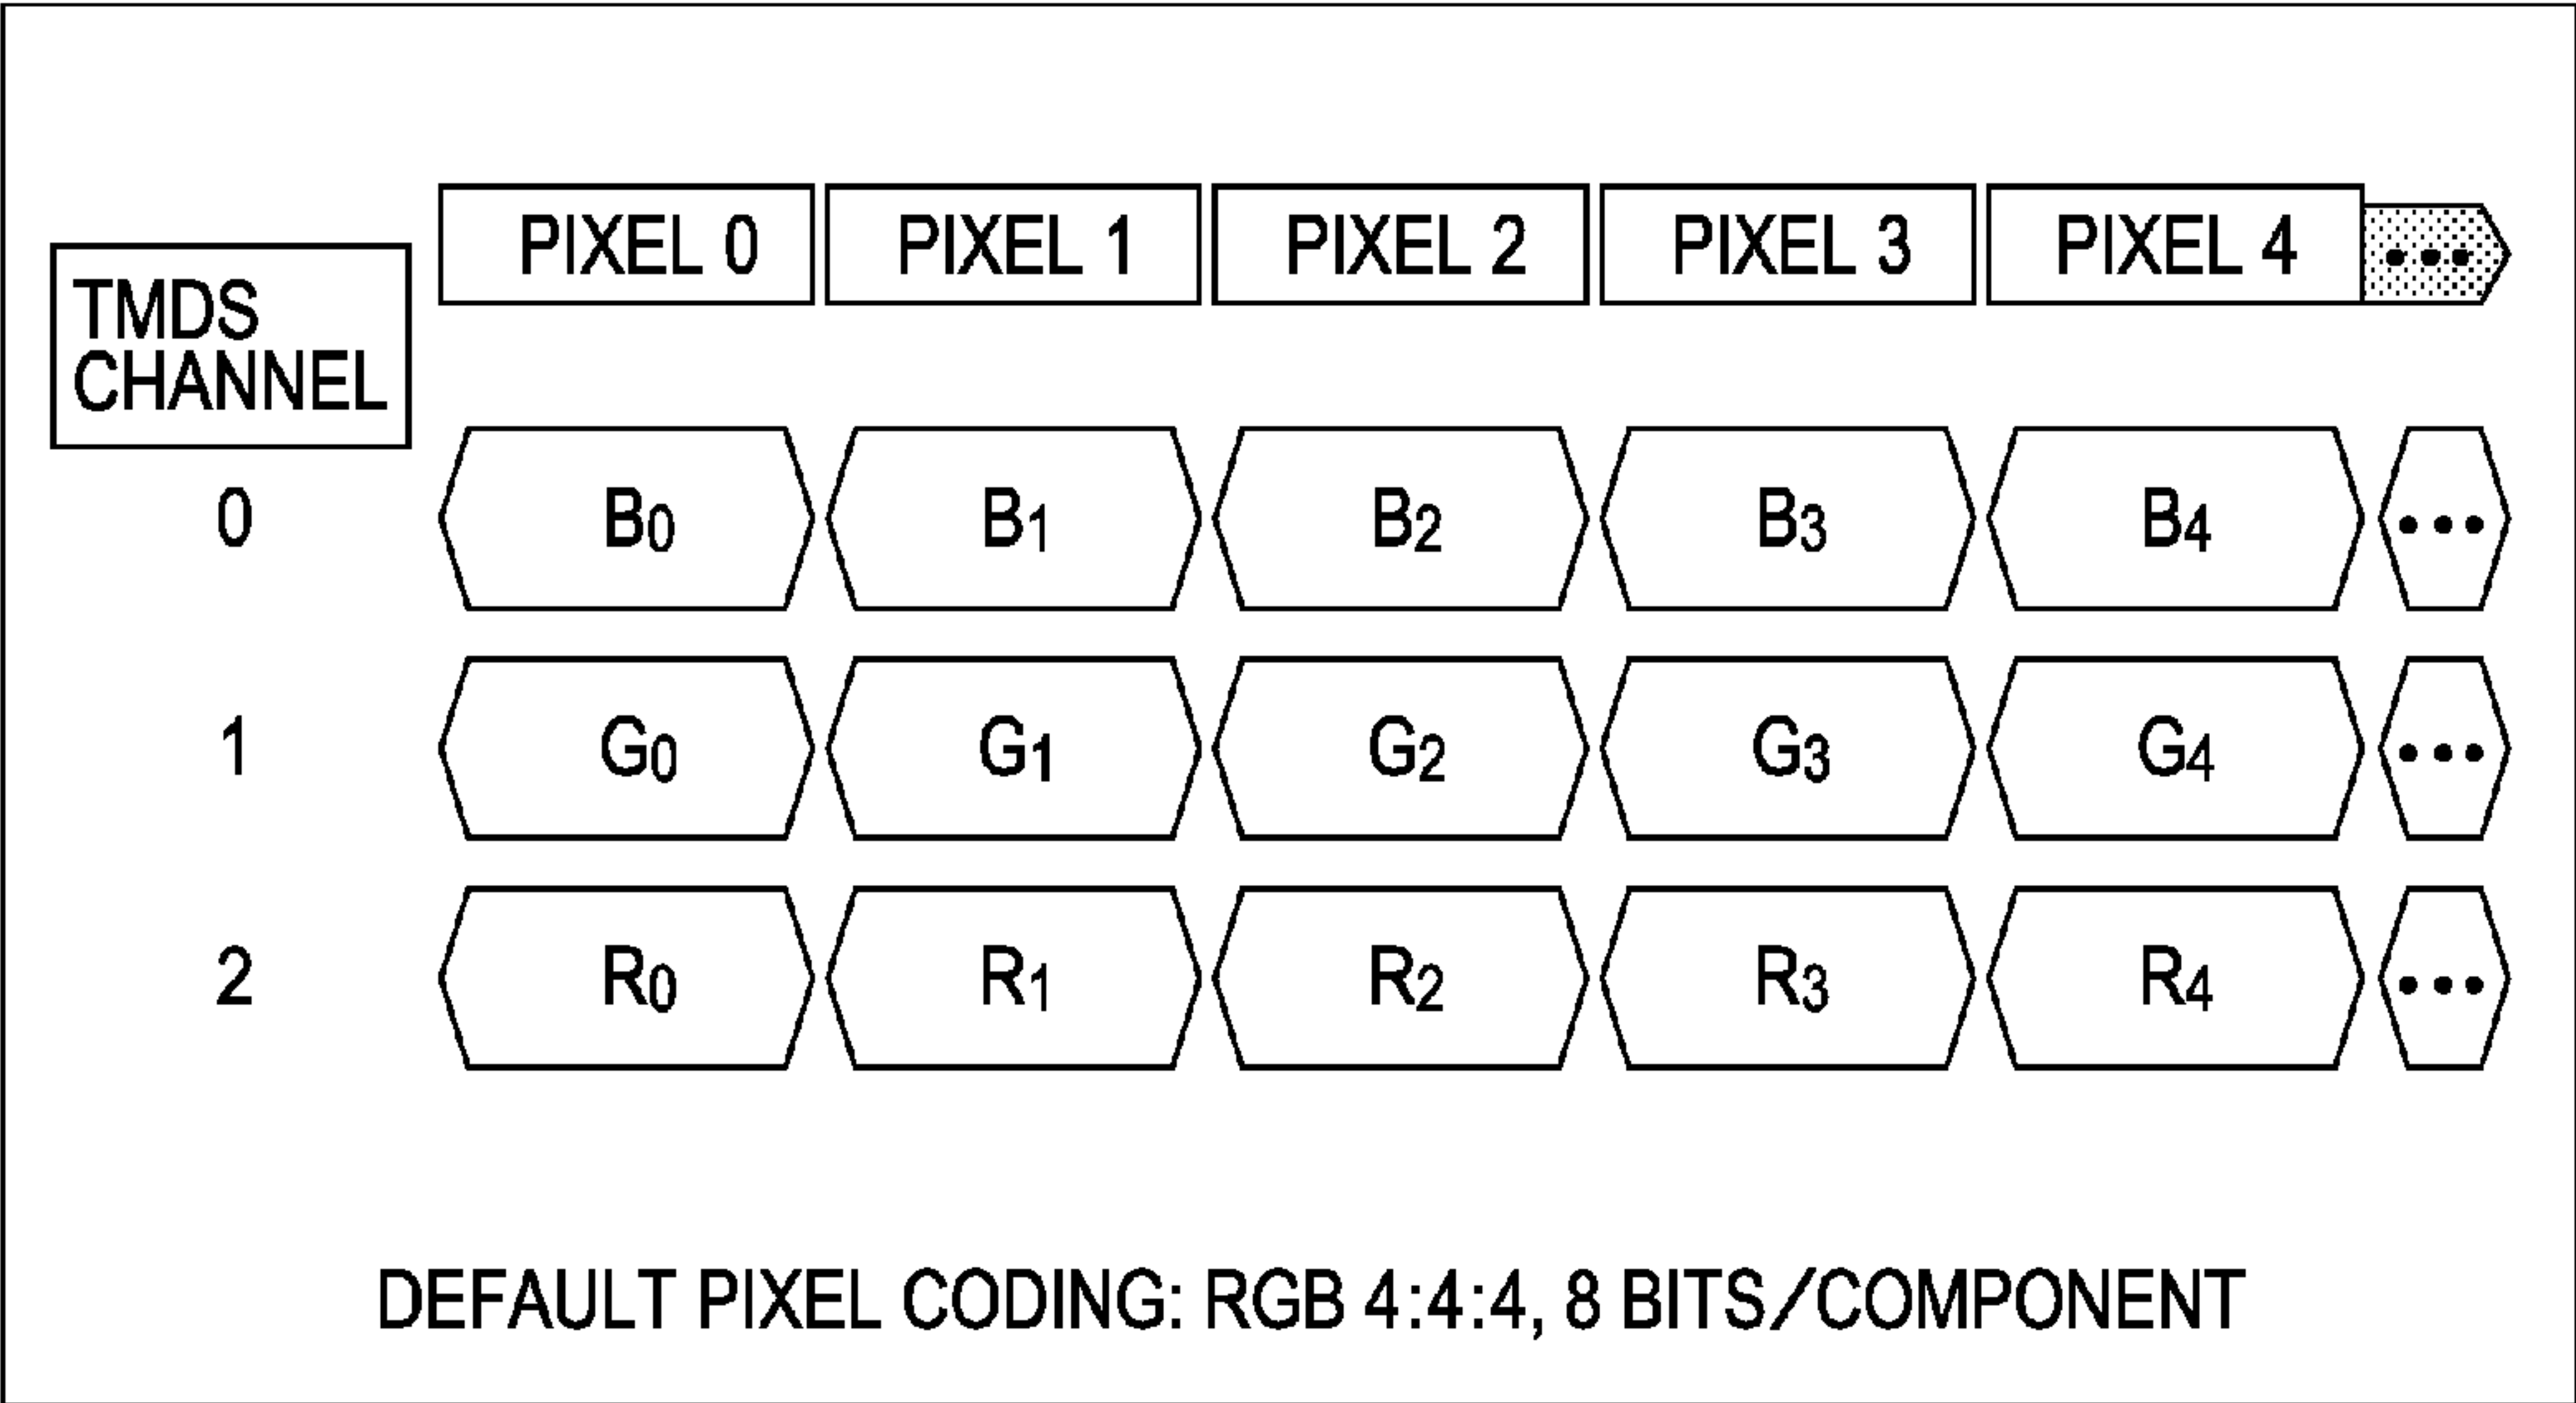 PIXEL 0 PIXEL 1 PIXEL 2 PIXEL 3 PIXEL 4 •••
TMDS
CHANNEL
0 B0 B1 B2 B3 B4 •••
1 G0 G1 G2 G3 G4 •••
2 R0 R1 R2 R3 R4 •••
DEFAULT PIXEL CODING: RGB 4:4:4, 8 BITS/COMPONENT